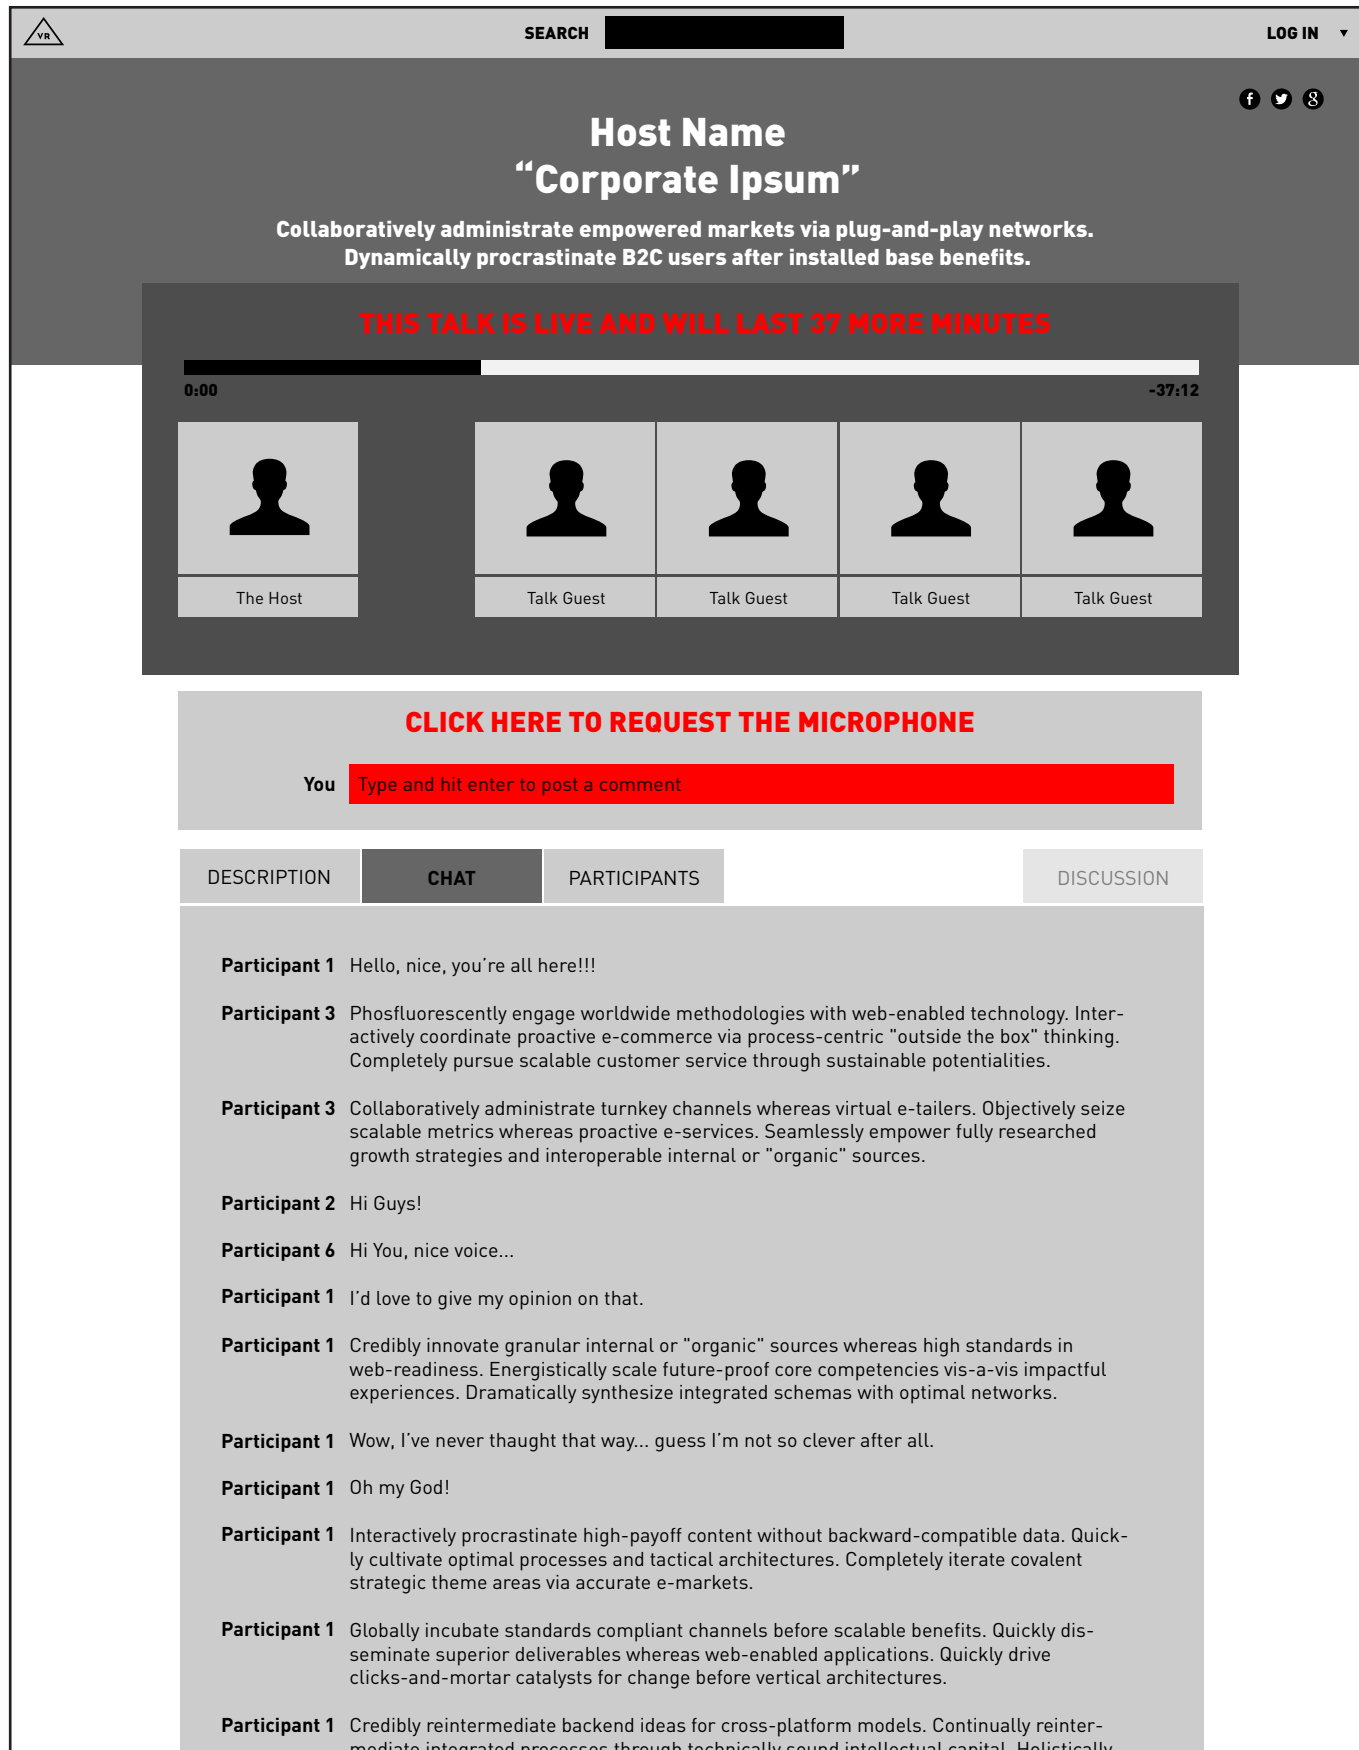 VR
SEARCH
LOG IN
Host Name
“Corporate Ipsum”
Collaboratively administrate empowered markets via plug-and-play networks.
Dynamically procrastinate B2C users after installed base benefits.
THIS TALK IS LIVE AND WILL LAST 37 MORE MINUTES
0:00 -37:12
The Host Talk Guest Talk Guest Talk Guest Talk Guest
CLICK HERE TO REQUEST THE MICROPHONE
You Type and hit enter to post a comment
DESCRIPTION CHAT PARTICIPANTS DISCUSSION
Participant 1 Hello, nice, you’re all here!!!
Participant 3 Phosfluorescently engage worldwide methodologies with web-enabled technology. Inter-
actively coordinate proactive e-commerce via process-centric "outside the box" thinking.
Completely pursue scalable customer service through sustainable potentialities.
Participant 3 Collaboratively administrate turnkey channels whereas virtual e-tailers. Objectively seize
scalable metrics whereas proactive e-services. Seamlessly empower fully researched
growth strategies and interoperable internal or "organic" sources.
Participant 2 Hi Guys!
Participant 6 Hi You, nice voice...
Participant 1 I’d love to give my opinion on that.
Participant 1 Credibly innovate granular internal or "organic" sources whereas high standards in
web-readiness. Energistically scale future-proof core competencies vis-a-vis impactful
experiences. Dramatically synthesize integrated schemas with optimal networks.
Participant 1 Wow, I’ve never thaught that way... guess I’m not so clever after all.
Participant 1 Oh my God!
Participant 1 Interactively procrastinate high-payoff content without backward-compatible data. Quick-
ly cultivate optimal processes and tactical architectures. Completely iterate covalent
strategic theme areas via accurate e-markets.
Participant 1 Globally incubate standards compliant channels before scalable benefits. Quickly dis-
seminate superior deliverables whereas web-enabled applications. Quickly drive
clicks-and-mortar catalysts for change before vertical architectures.
Participant 1 Credibly reintermediate backend ideas for cross-platform models. Continually reinter-
mediate integrated processes through technically sound intellectual capital. Holistically